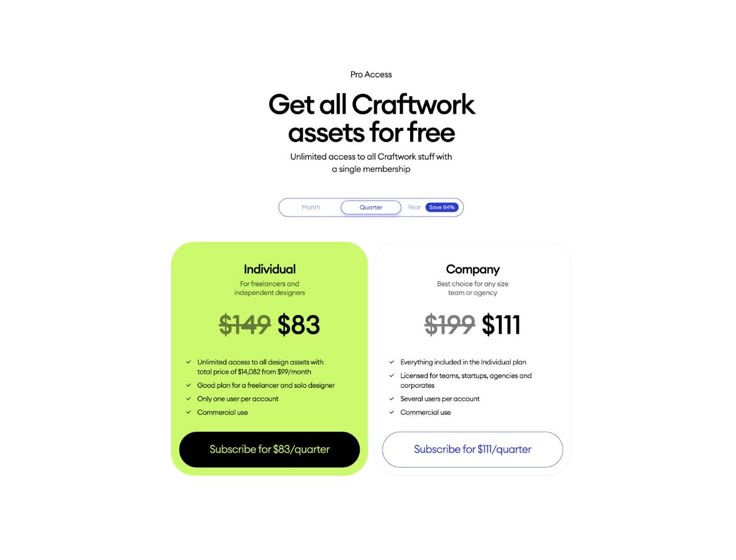 Pro Access
Get all Craftwork
assets for free
Unlimited access to all Craftwork stuff with
a single membership
Month
Quarter
Year
Save 84%
Individual
For freelancers and
independent designers
$149 $83
Unlimited access to all design assets with
total price of $14,082 from $99/month
Good plan for a freelancer and solo designer
Only one user per account
Commercial use
Subscribe for $83/quarter
Company
Best choice for any size
team or agency
$199 $111
Everything included in the Individual plan
Licensed for teams, startups, agencies and
corporates
Several users per account
Commercial use
Subscribe for $111/quarter